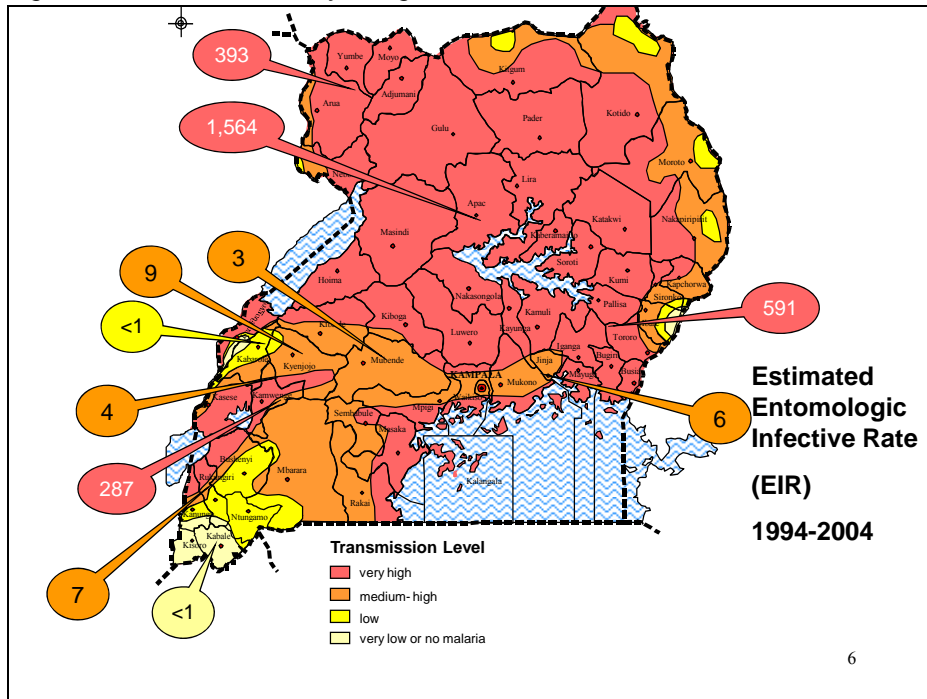 Yumbe
Moyo
393
Adjumani
Kitgum
Arua
Kotido
1,564
Gulu
Pader
Moroto
Lira
Apac
Nakapiripirit
Katakwi
Masindi
3
Soroti
9
Hoima
Kumi
Kapchorwa
Nakasongola
Pallisa
Sironko
<1
Kiboga
Kamuli
591
Luwero
Kayunga
Tororo
Iganga
Kabarole
Mubende
Jinja
Bugiri
Kyenjojo
KAMPALA
Mayuge
Busia
Mukono
Estimated
Entomologic
Infective Rate
(EIR)
1994-2004
4
Kasese
Kamwenge
Mpigi
6
Sembabule
Masaka
Bushenyi
287
Mbarara
Kalangala
Rukungiri
Rakai
Ntungamo
Kabale
Kisoro
Transmission Level
very high
7
medium- high
<1
low
very low or no malaria
6